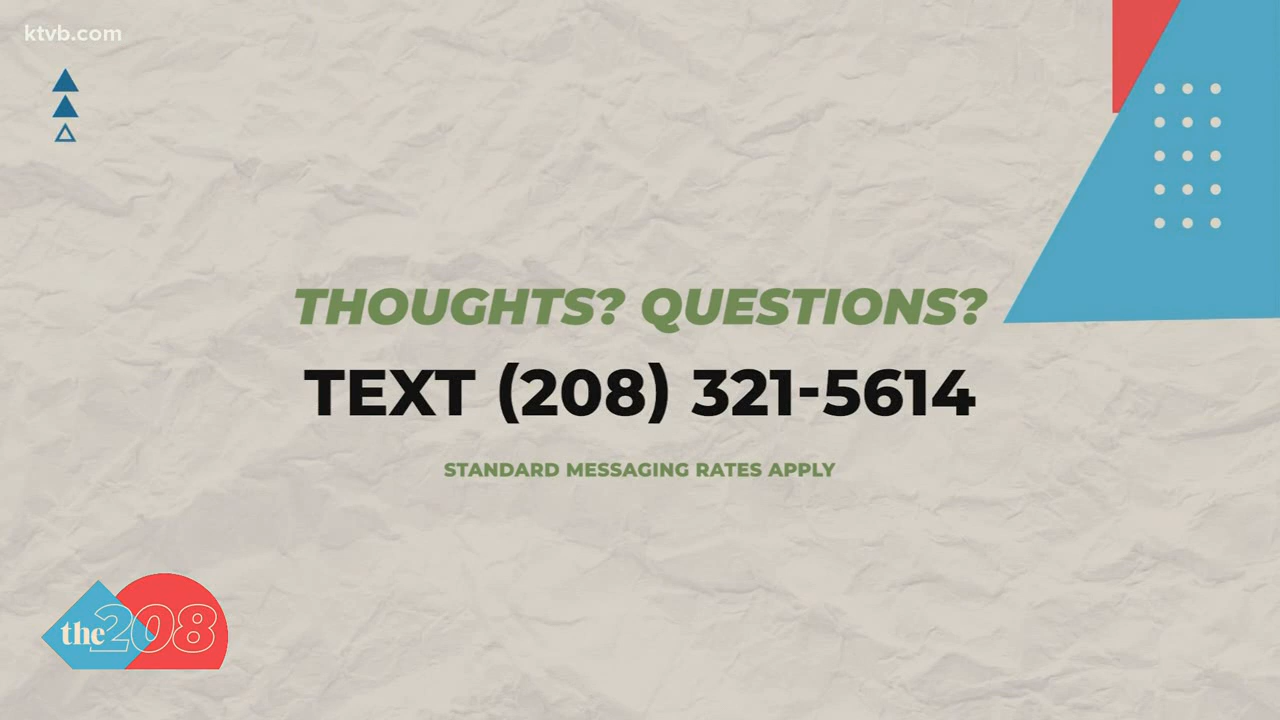 ktvb.com
THOUGHTS? QUESTIONS?
TEXT (208) 321-5614
STANDARD MESSAGING RATES APPLY
the208